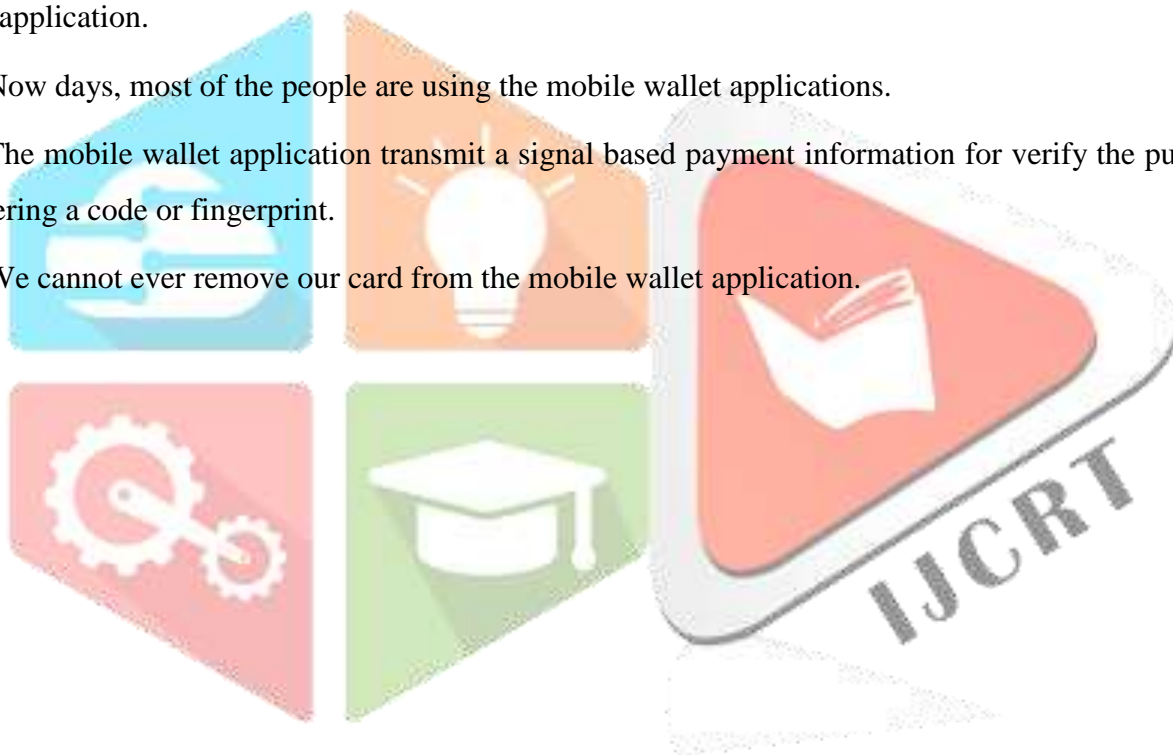 application.
Now days, most of the people are using the mobile wallet applications.
The mobile wallet application transmit a signal based payment information for verify the pu
ering a code or fingerprint.
We cannot ever remove our card from the mobile wallet application.
IJCRT